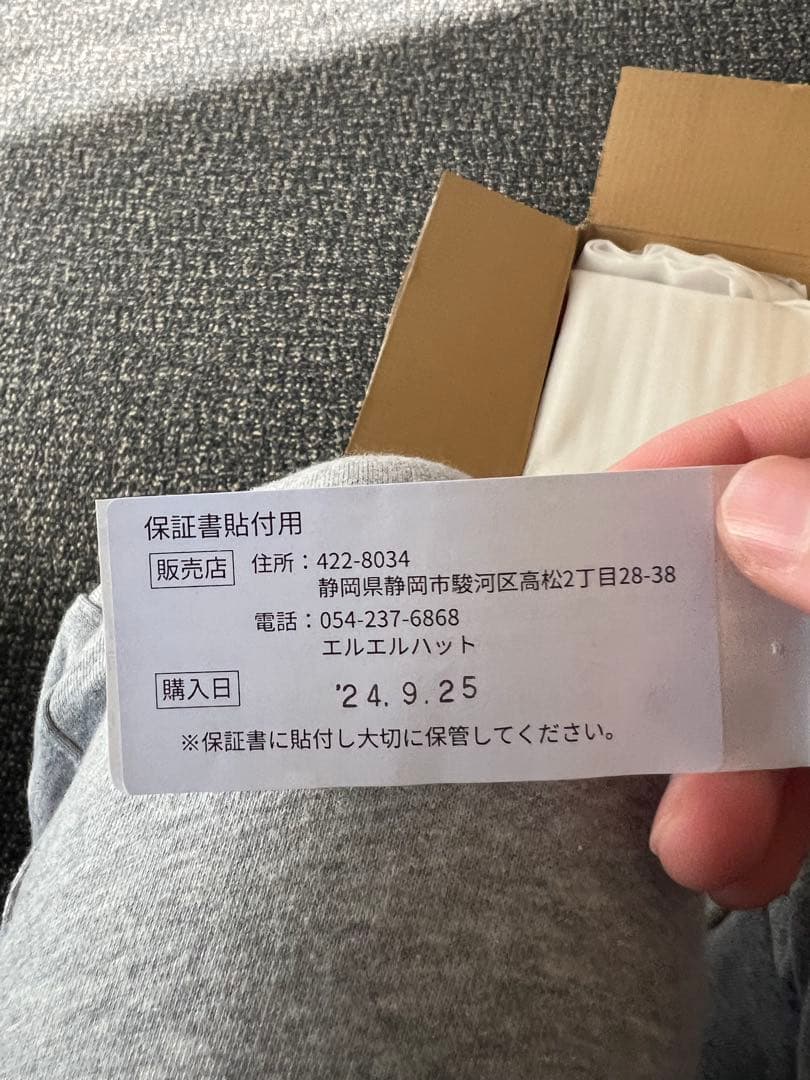 保証書貼付用
販売店 住所：422-8034
静岡県静岡市駿河区高松2丁目28-38
電話：054-237-6868
エルエルハット
購入日 '24.9.25
※保証書に貼付し大切に保管してください。